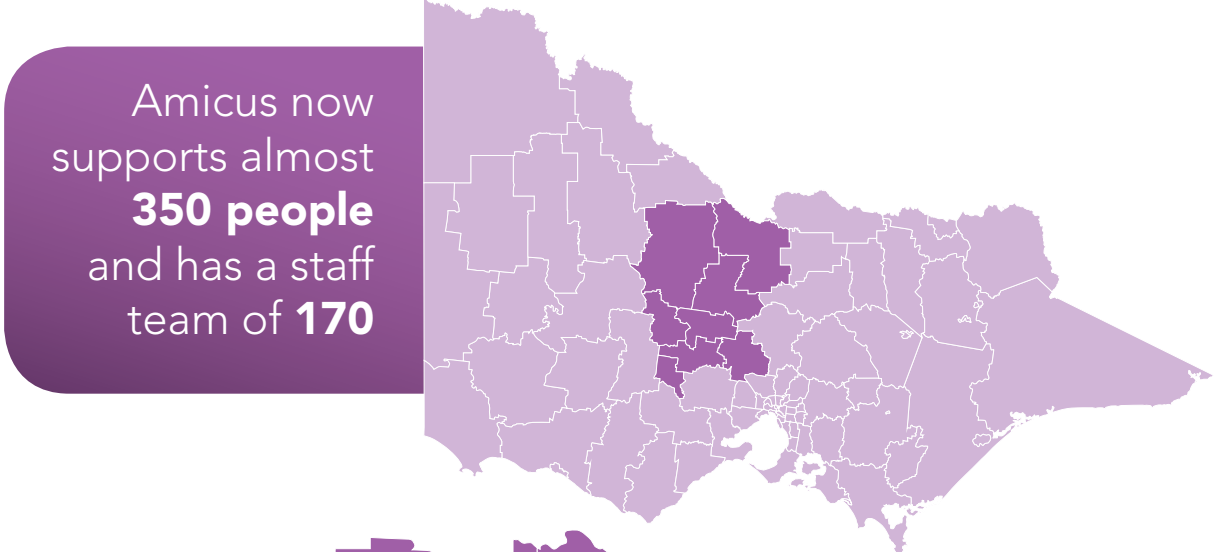 Amicus now
supports almost
350 people
and has a staff
team of 170